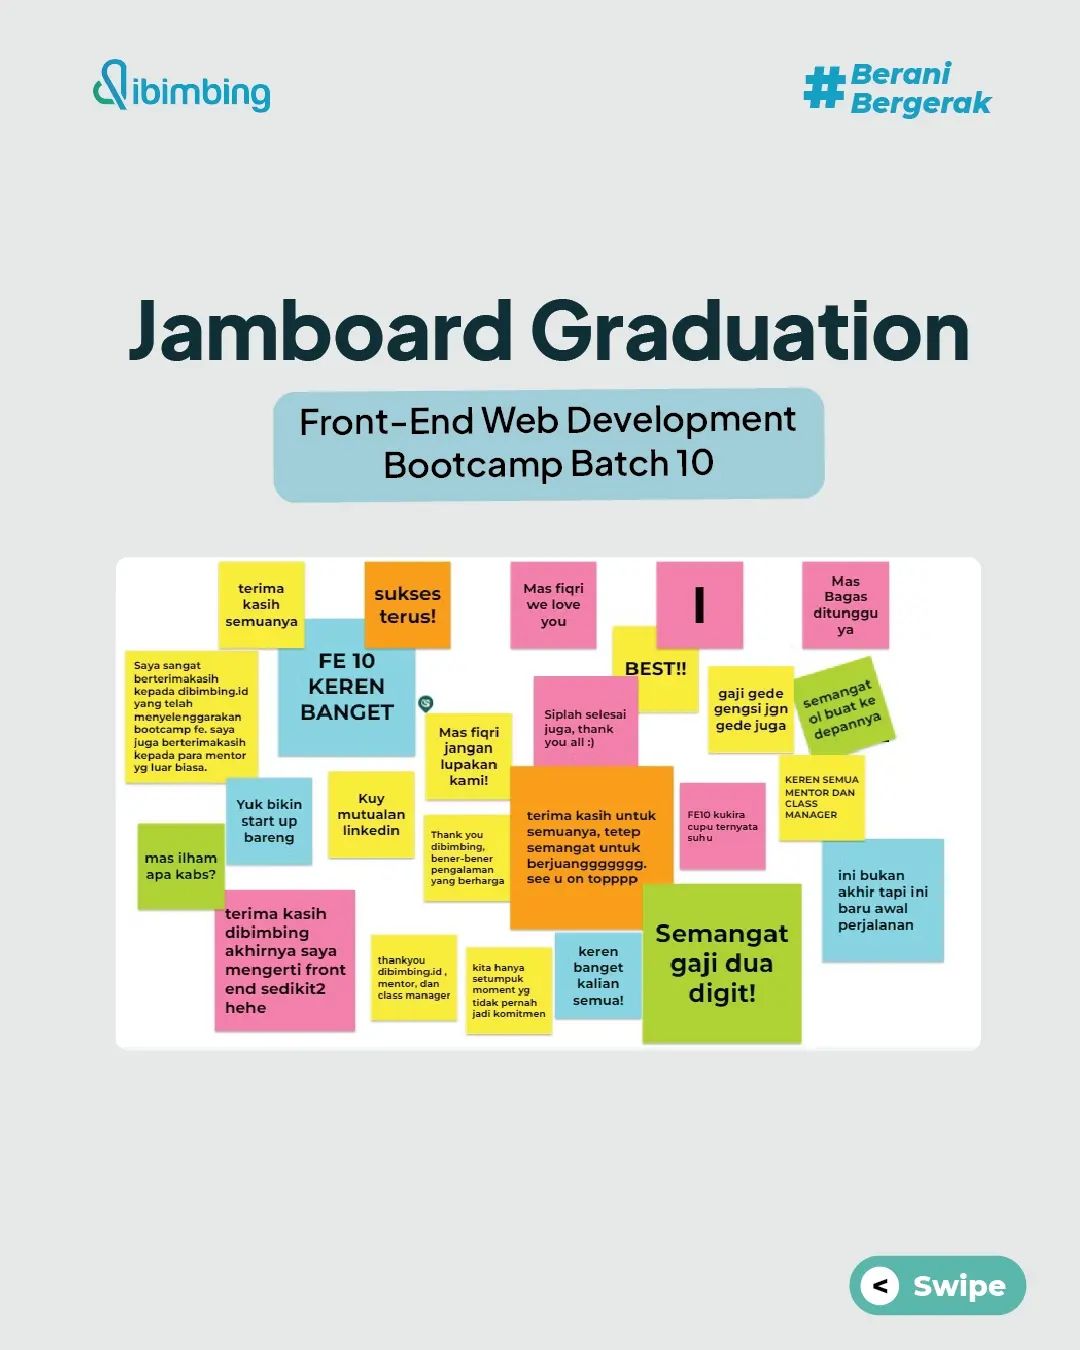 dibimbing
#Berani
Bergerak
Jamboard Graduation
Front-End Web Development
Bootcamp Batch 10
terima
kasih
semuanya
sukses
terus!
Mas fiqri
we love
you
I
Mas
Bagas
ditunggu
ya
Saya sangat
berterimakasih
kepada dibimbing.id
yang telah
menyelenggarakan
bootcamp fe. saya
juga berterimakasih
kepada para mentor
yg luar biasa.
FE 10
KEREN
BANGET
BEST!!
Siplah selesai
juga, thank
you all :)
gaji gede
gengsi jgn
gede juga
semangat
ol buat ke
depannya
Mas fiqri
jangan
lupakan
kami!
Yuk bikin
start up
bareng
Kuy
mutualan
linkedin
KEREN SEMUA
MENTOR DAN
CLASS
MANAGER
mas ilham
apa kabs?
Thank you
dibimbing,
bener-bener
pengalaman
yang berharga
terima kasih untuk
semuanya, tetep
semangat untuk
berjuanggggggg.
see u on topppp
FE10 kukira
cupu ternyata
suhu
ini bukan
akhir tapi ini
baru awal
perjalanan
terima kasih
dibimbing
akhirnya saya
mengerti front
end sedikit2
hehe
thankyou
dibimbing.id ,
mentor, dan
class manager
kita hanya
setumpuk
moment yg
tidak pernah
jadi komitmen
keren
banget
kalian
semua!
Semangat
gaji dua
digit!
< Swipe